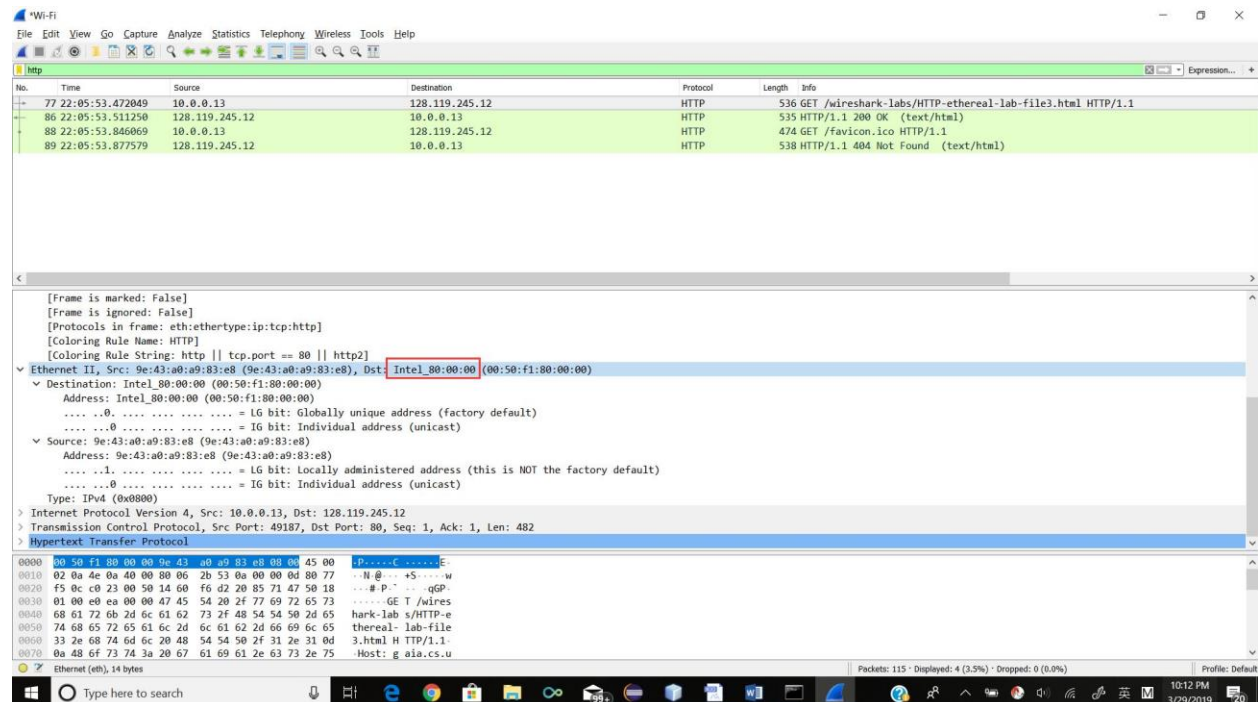 *Wi-Fi
File Edit View Go Capture Analyze Statistics Telephony Wireless Tools Help
http Expression... +
No. Time Source Destination Protocol Length Info
77 22:05:53.472049 10.0.0.13 128.119.245.12 HTTP 536 GET /wireshark-labs/HTTP-ethereal-lab-file3.html HTTP/1.1
86 22:05:53.511250 128.119.245.12 10.0.0.13 HTTP 535 HTTP/1.1 200 OK (text/html)
88 22:05:53.846069 10.0.0.13 128.119.245.12 HTTP 474 GET /favicon.ico HTTP/1.1
89 22:05:53.877579 128.119.245.12 10.0.0.13 HTTP 538 HTTP/1.1 404 Not Found (text/html)
[Frame is marked: False]
[Frame is ignored: False]
[Protocols in frame: eth:ethertype:ip:tcp:http]
[Coloring Rule Name: HTTP]
[Coloring Rule String: http || tcp.port == 80 || http2]
Ethernet II, Src: 9e:43:a0:a9:83:e8 (9e:43:a0:a9:83:e8), Dst: Intel_80:00:00 (00:50:f1:80:00:00)
Destination: Intel_80:00:00 (00:50:f1:80:00:00)
Address: Intel_80:00:00 (00:50:f1:80:00:00)
.... ..0. .... .... .... .... = LG bit: Globally unique address (factory default)
.... ...0 .... .... .... .... = IG bit: Individual address (unicast)
Source: 9e:43:a0:a9:83:e8 (9e:43:a0:a9:83:e8)
Address: 9e:43:a0:a9:83:e8 (9e:43:a0:a9:83:e8)
.... ..1. .... .... .... .... = LG bit: Locally administered address (this is NOT the factory default)
.... ...0 .... .... .... .... = IG bit: Individual address (unicast)
Type: IPv4 (0x0800)
Internet Protocol Version 4, Src: 10.0.0.13, Dst: 128.119.245.12
Transmission Control Protocol, Src Port: 49187, Dst Port: 80, Seq: 1, Ack: 1, Len: 482
Hypertext Transfer Protocol
0000 00 50 f1 80 00 00 9e 43 a0 a9 83 e8 08 00 45 00 ·P·····C ······E·
0010 02 0a 4e 0a 40 00 80 06 2b 53 0a 00 00 0d 80 77 ··N·@··· +S·····w
0020 f5 0c c0 23 00 50 14 60 f6 d2 20 85 71 47 50 18 ···#·P·` ·· ·qGP·
0030 01 00 e0 ea 00 00 47 45 54 20 2f 77 69 72 65 73 ······GE T /wires
0040 68 61 72 6b 2d 6c 61 62 73 2f 48 54 54 50 2d 65 hark-lab s/HTTP-e
0050 74 68 65 72 65 61 6c 2d 6c 61 62 2d 66 69 6c 65 thereal- lab-file
0060 33 2e 68 74 6d 6c 20 48 54 54 50 2f 31 2e 31 0d 3.html H TTP/1.1·
0070 0a 48 6f 73 74 3a 20 67 61 69 61 2e 63 73 2e 75 ·Host: g aia.cs.u
Ethernet (eth), 14 bytes Packets: 115 · Displayed: 4 (3.5%) · Dropped: 0 (0.0%) Profile: Default
Type here to search 99+ 英 M 10:12 PM
3/29/2019 20